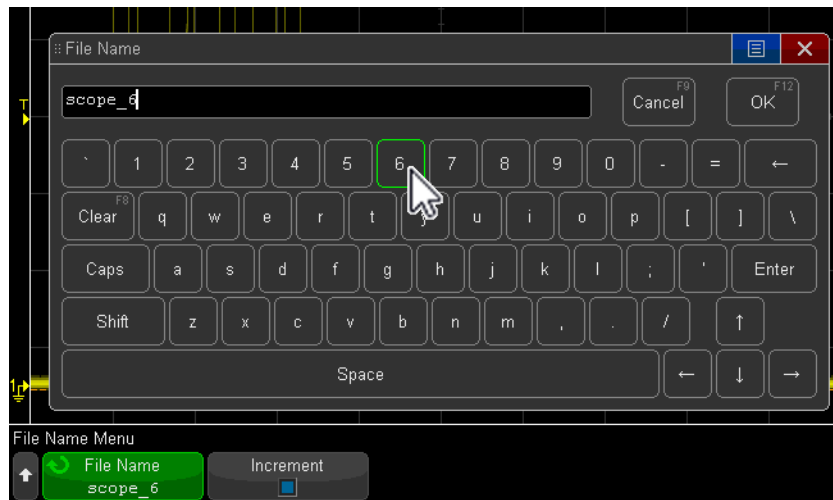 File Name
scope_6
F9
Cancel
F12
OK
` 1 2 3 4 5 6 7 8 9 0 - = ←
F8
Clear q w e r t y u i o p [ ] \
Caps a s d f g h j k l ; ' Enter
Shift z x c v b n m , . / ↑
Space ← ↓ →
T
1
File Name Menu
File Name
scope_6
Increment